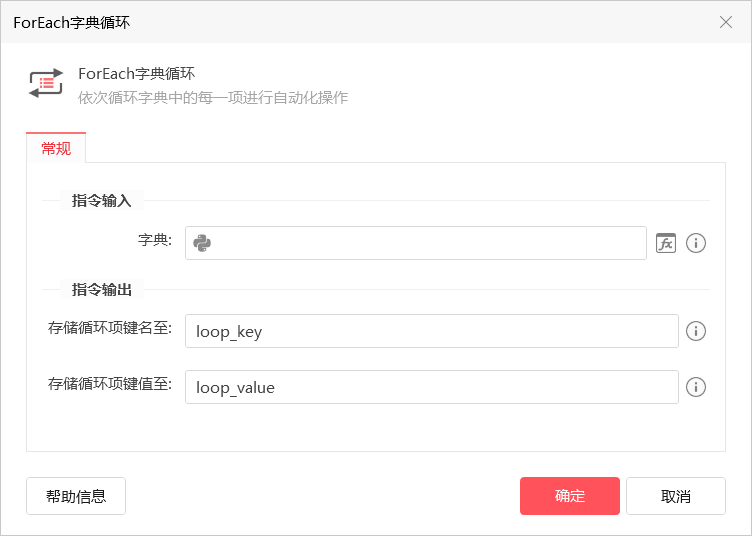 ForEach字典循环
ForEach字典循环
依次循环字典中的每一项进行自动化操作
常规
指令输入
字典:
fx
指令输出
存储循环项键名至: loop_key
存储循环项键值至: loop_value
帮助信息 确定 取消